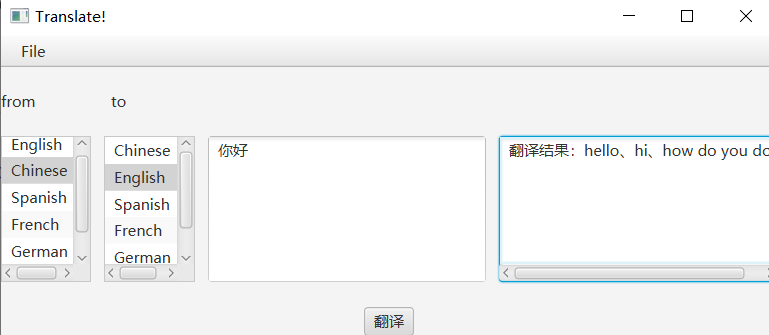 Translate!
File
from
to
English
Chinese
Spanish
French
German
Chinese
English
Spanish
French
German
你好
翻译结果：hello、hi、how do you do
翻译